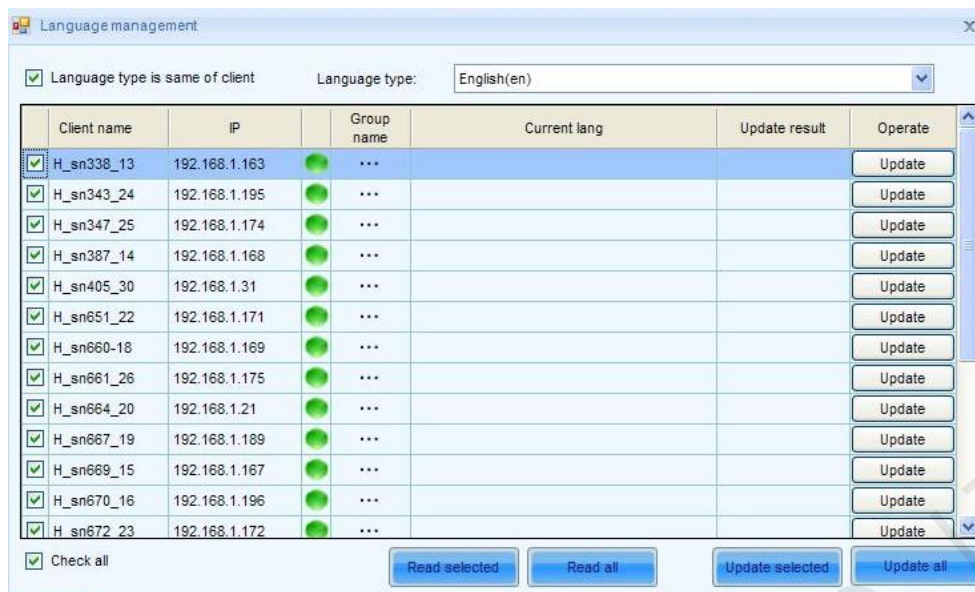 Language management
Language type is same of client Language type: English(en)
Client name IP Group name Current lang Update result Operate
H_sn338_13 192.168.1.163 ... Update
H_sn343_24 192.168.1.195 ... Update
H_sn347_25 192.168.1.174 ... Update
H_sn387_14 192.168.1.168 ... Update
H_sn405_30 192.168.1.31 ... Update
H_sn651_22 192.168.1.171 ... Update
H_sn660-18 192.168.1.169 ... Update
H_sn661_26 192.168.1.175 ... Update
H_sn664_20 192.168.1.21 ... Update
H_sn667_19 192.168.1.189 ... Update
H_sn669_15 192.168.1.167 ... Update
H_sn670_16 192.168.1.196 ... Update
H_sn672_23 192.168.1.172 ... Update
Check all Read selected Read all Update selected Update all